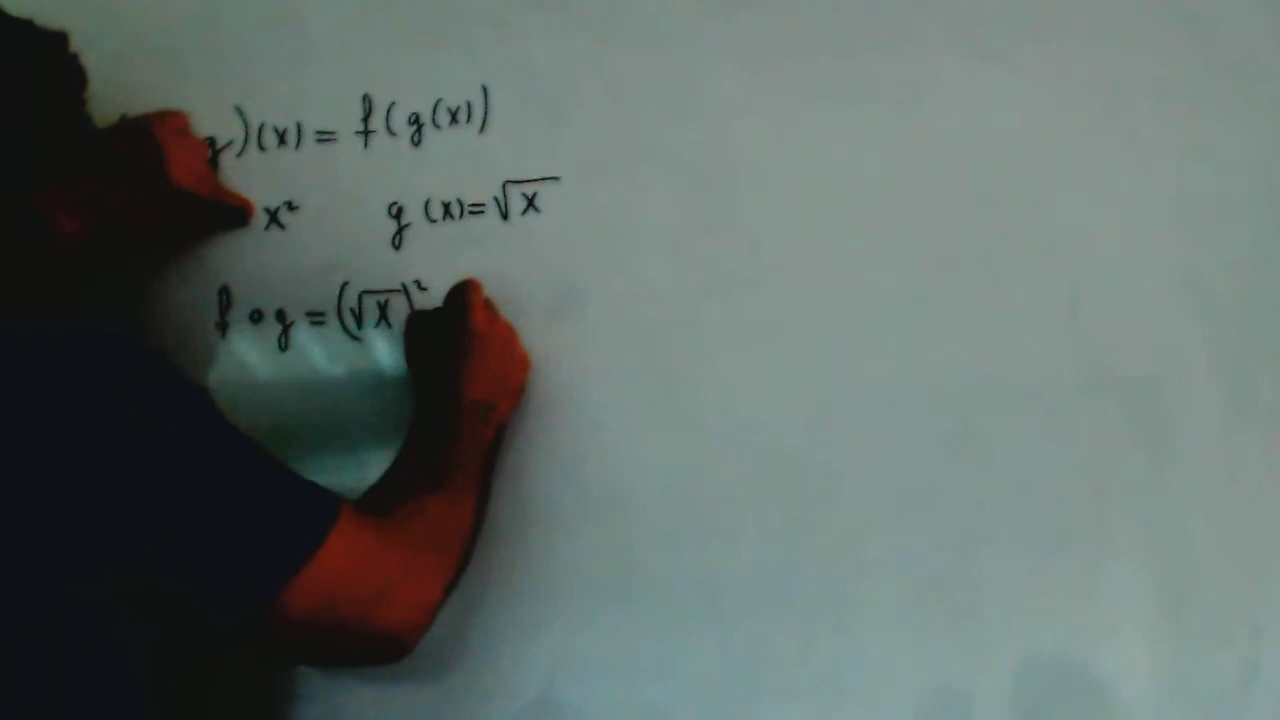 g)(x) = f(g(x))
x² g(x)=√x
f∘g = (√x)²